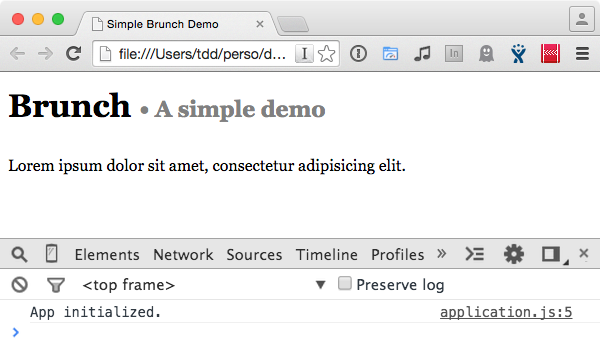 Simple Brunch Demo
file:///Users/tdd/perso/d...
Brunch • A simple demo
Lorem ipsum dolor sit amet, consectetur adipisicing elit.
Elements Network Sources Timeline Profiles »
<top frame> ▼ Preserve log
App initialized. application.js:5
>